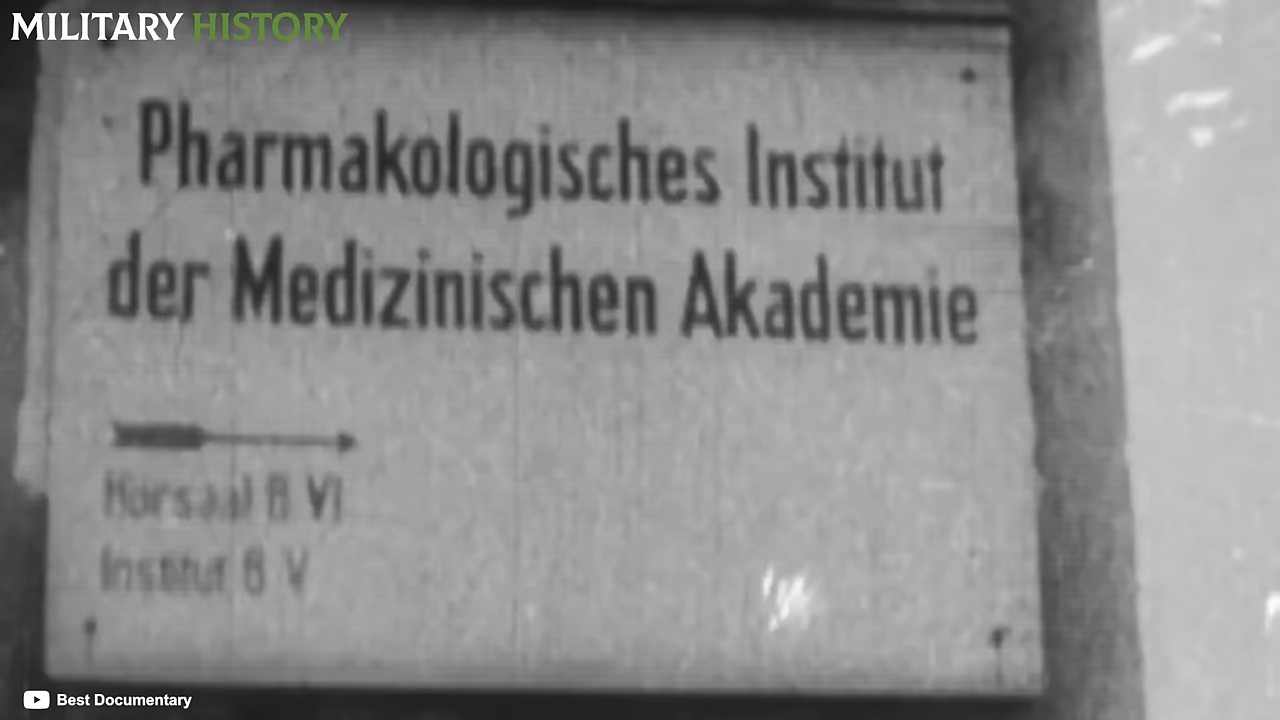 MILITARY HISTORY
Pharmakologisches Institut
der Medizinischen Akademie
Hörsaal B VI
Institut B V
Best Documentary